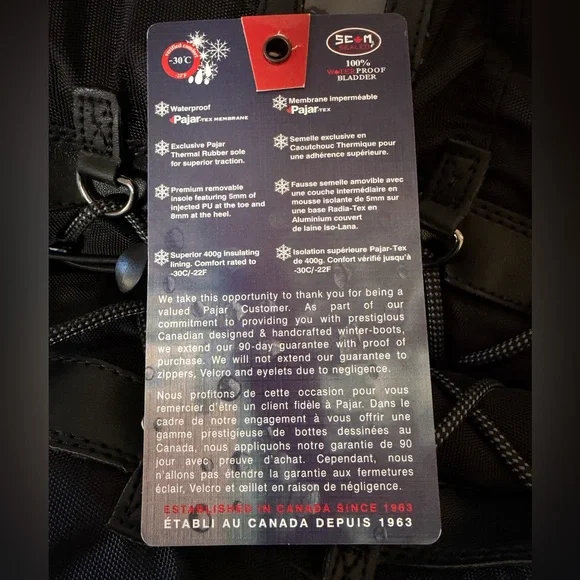 verified comfort
-30°C
-22°F
SEAM
SEALED
100%
WATERPROOF
BLADDER
Waterproof
Pajar-TEX MEMBRANE
Membrane imperméable
Pajar-TEX
Exclusive Pajar
Thermal Rubber sole
for superior traction.
Semelle exclusive en
Caoutchouc Thermique pour
une adhérence supérieure.
Premium removable
insole featuring 5mm of
injected PU at the toe and
8mm at the heel.
Fausse semelle amovible avec
une couche intermédiaire en
mousse isolante de 5mm sur
une base Radia-Tex en
Aluminium couvert
de laine Iso-Lana.
Superior 400g insulating
lining. Comfort rated to
-30C/-22F
Isolation supérieure Pajar-Tex
de 400g. Confort vérifié jusqu'à
-30C/-22F
We take this opportunity to thank you for being a
valued Pajar Customer. As part of our
commitment to providing you with prestigious
Canadian designed & handcrafted winter-boots,
we extend our 90-day guarantee with proof of
purchase. We will not extend our guarantee to
zippers, Velcro and eyelets due to negligence.
Nous profitons de cette occasion pour vous
remercier d'être un client fidèle à Pajar. Dans le
cadre de notre engagement à vous offrir une
gamme prestigieuse de bottes dessinées au
Canada, nous appliquohs notre garantie de 90
jour avec preuve d'achat. Cependant, nous
n'allons pas étendre la garantie aux fermetures
éclair, Velcro et œillet en raison de négligence.
ESTABLISHED IN CANADA SINCE 1963
ÉTABLI AU CANADA DEPUIS 1963